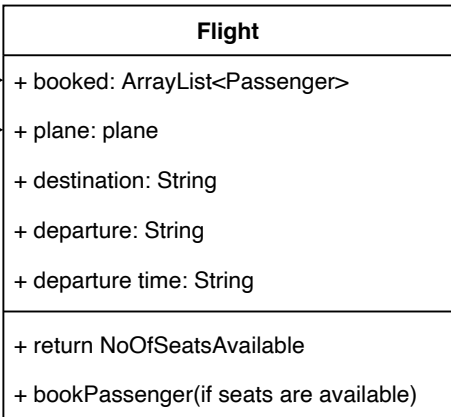 Flight
+ booked: ArrayList<Passenger>
+ plane: plane
+ destination: String
+ departure: String
+ departure time: String
+ return NoOfSeatsAvailable
+ bookPassenger(if seats are available)